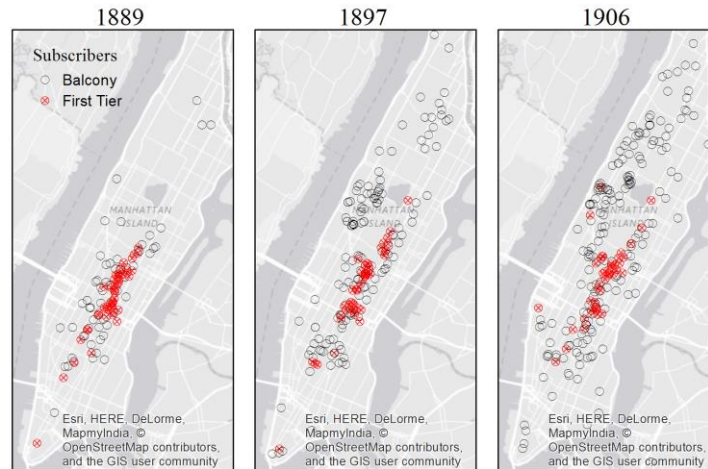 1889
1897
1906
Subscribers
Balcony
First Tier
MANHATTAN
ISLAND
Esri, HERE, DeLorme,
MapmyIndia, ©
OpenStreetMap contributors,
and the GIS user community
MANHATTAN
ISLAND
Esri, HERE, DeLorme,
MapmyIndia, ©
OpenStreetMap contributors,
and the GIS user community
MANHATTAN
ISLAND
Esri, HERE, DeLorme,
MapmyIndia, ©
OpenStreetMap contributors,
and the GIS user community